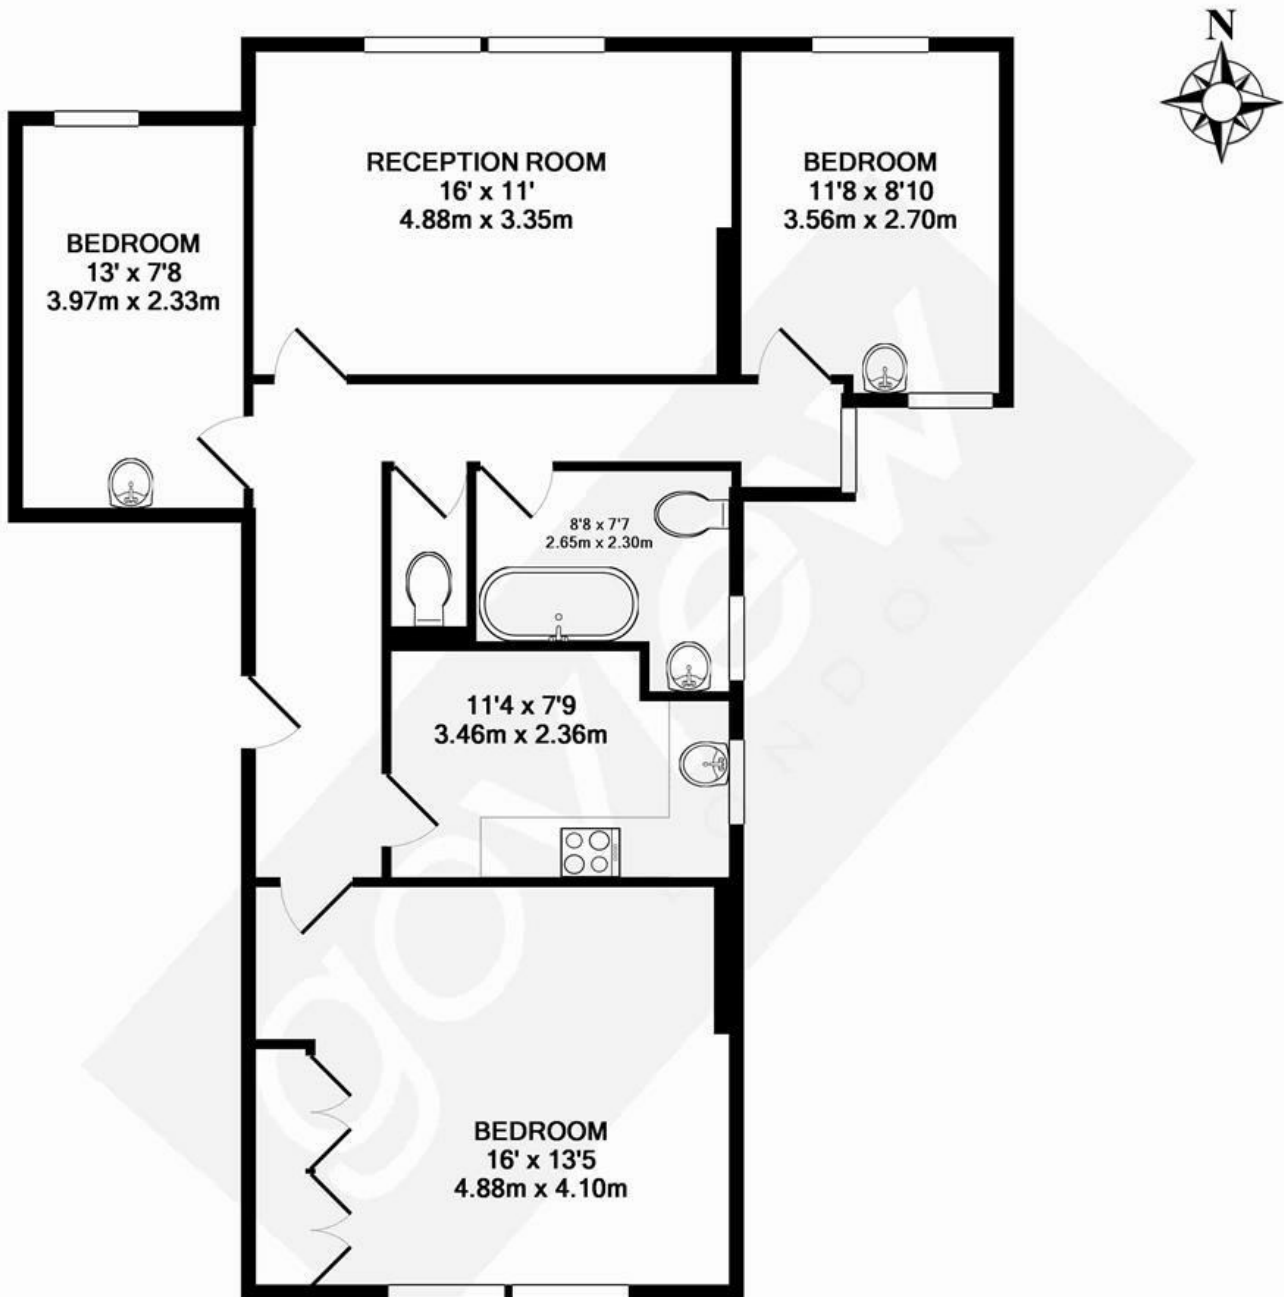 N
RECEPTION ROOM
16' x 11'
4.88m x 3.35m
BEDROOM
11'8 x 8'10
3.56m x 2.70m
BEDROOM
13' x 7'8
3.97m x 2.33m
8'8 x 7'7
2.65m x 2.30m
11'4 x 7'9
3.46m x 2.36m
BEDROOM
16' x 13'5
4.88m x 4.10m
goview
LONDON